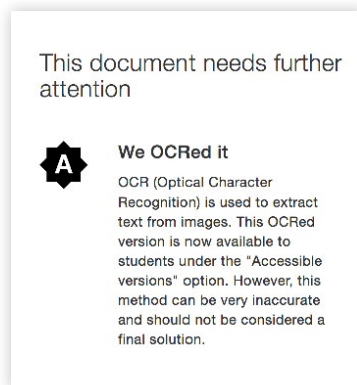 This document needs further
attention
A
We OCRed it
OCR (Optical Character
Recognition) is used to extract
text from images. This OCRed
version is now available to
students under the "Accessible
versions" option. However, this
method can be very inaccurate
and should not be considered a
final solution.